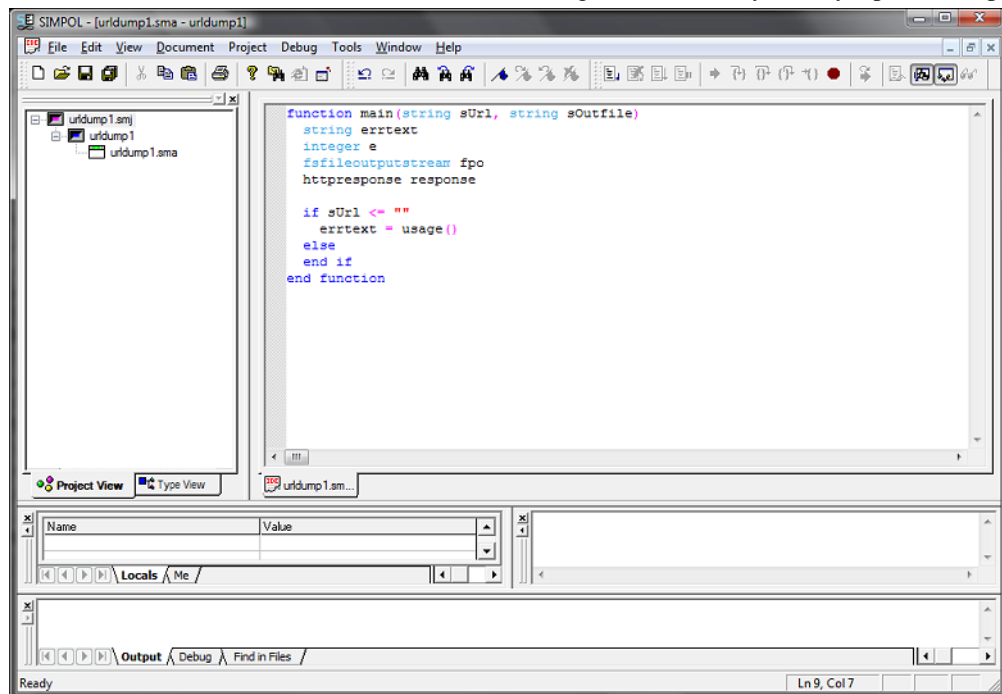 SIMPOL - [urldump1.sma - urldump1]
File Edit View Document Project Debug Tools Window Help
urldump1.smj
urldump1
urldump1.sma
function main(string sUrl, string sOutfile)
string errtext
integer e
fsfileoutputstream fpo
httpresponse response
if sUrl <= ""
errtext = usage()
else
end if
end function
Project View Type View
urldump1.sm...
Name Value
Locals Me
Output Debug Find in Files
Ready Ln 9, Col 7